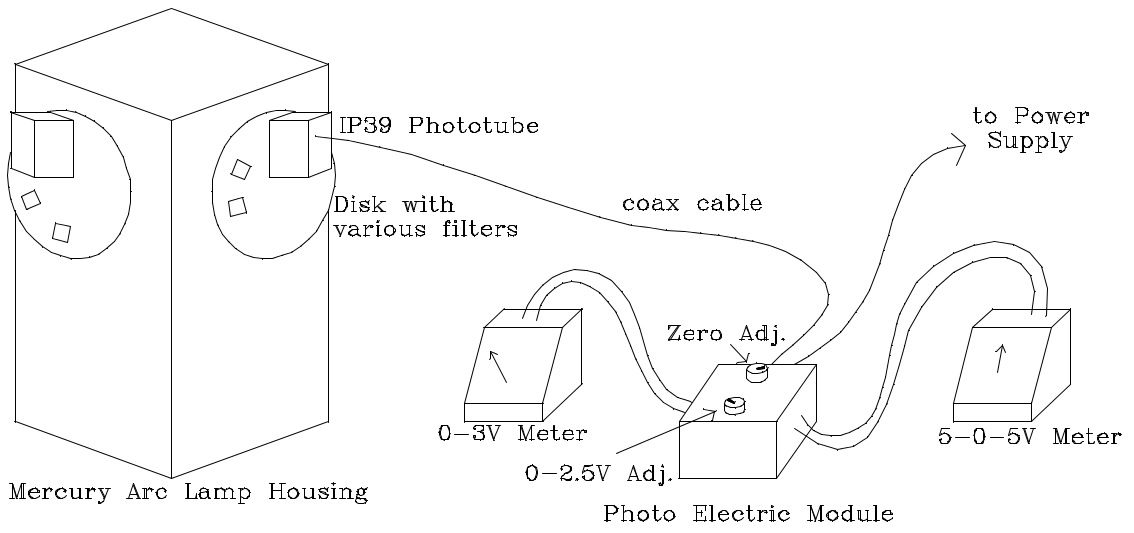 IP39 Phototube
to Power
Supply
Disk with
various filters
coax cable
Zero Adj.
0-3V Meter
5-0-5V Meter
0-2.5V Adj.
Mercury Arc Lamp Housing
Photo Electric Module